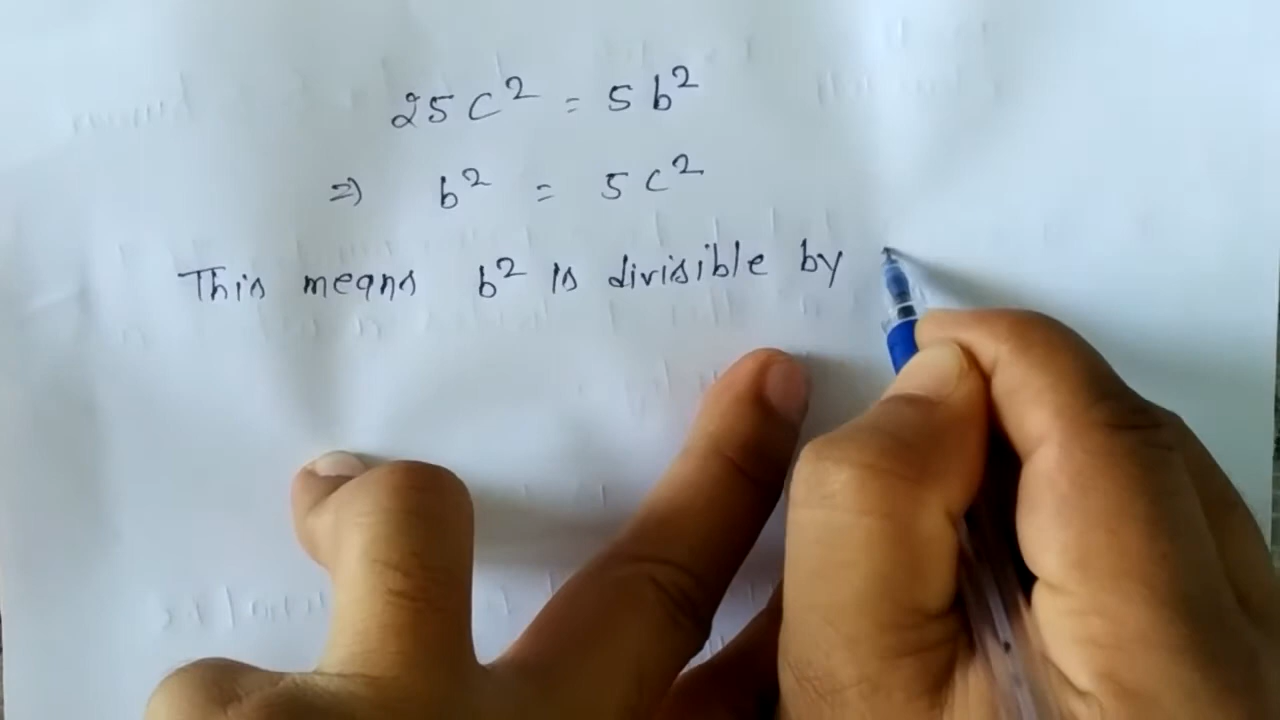 25c² = 5b²
⇒ b² = 5c²
This means b² is divisible by